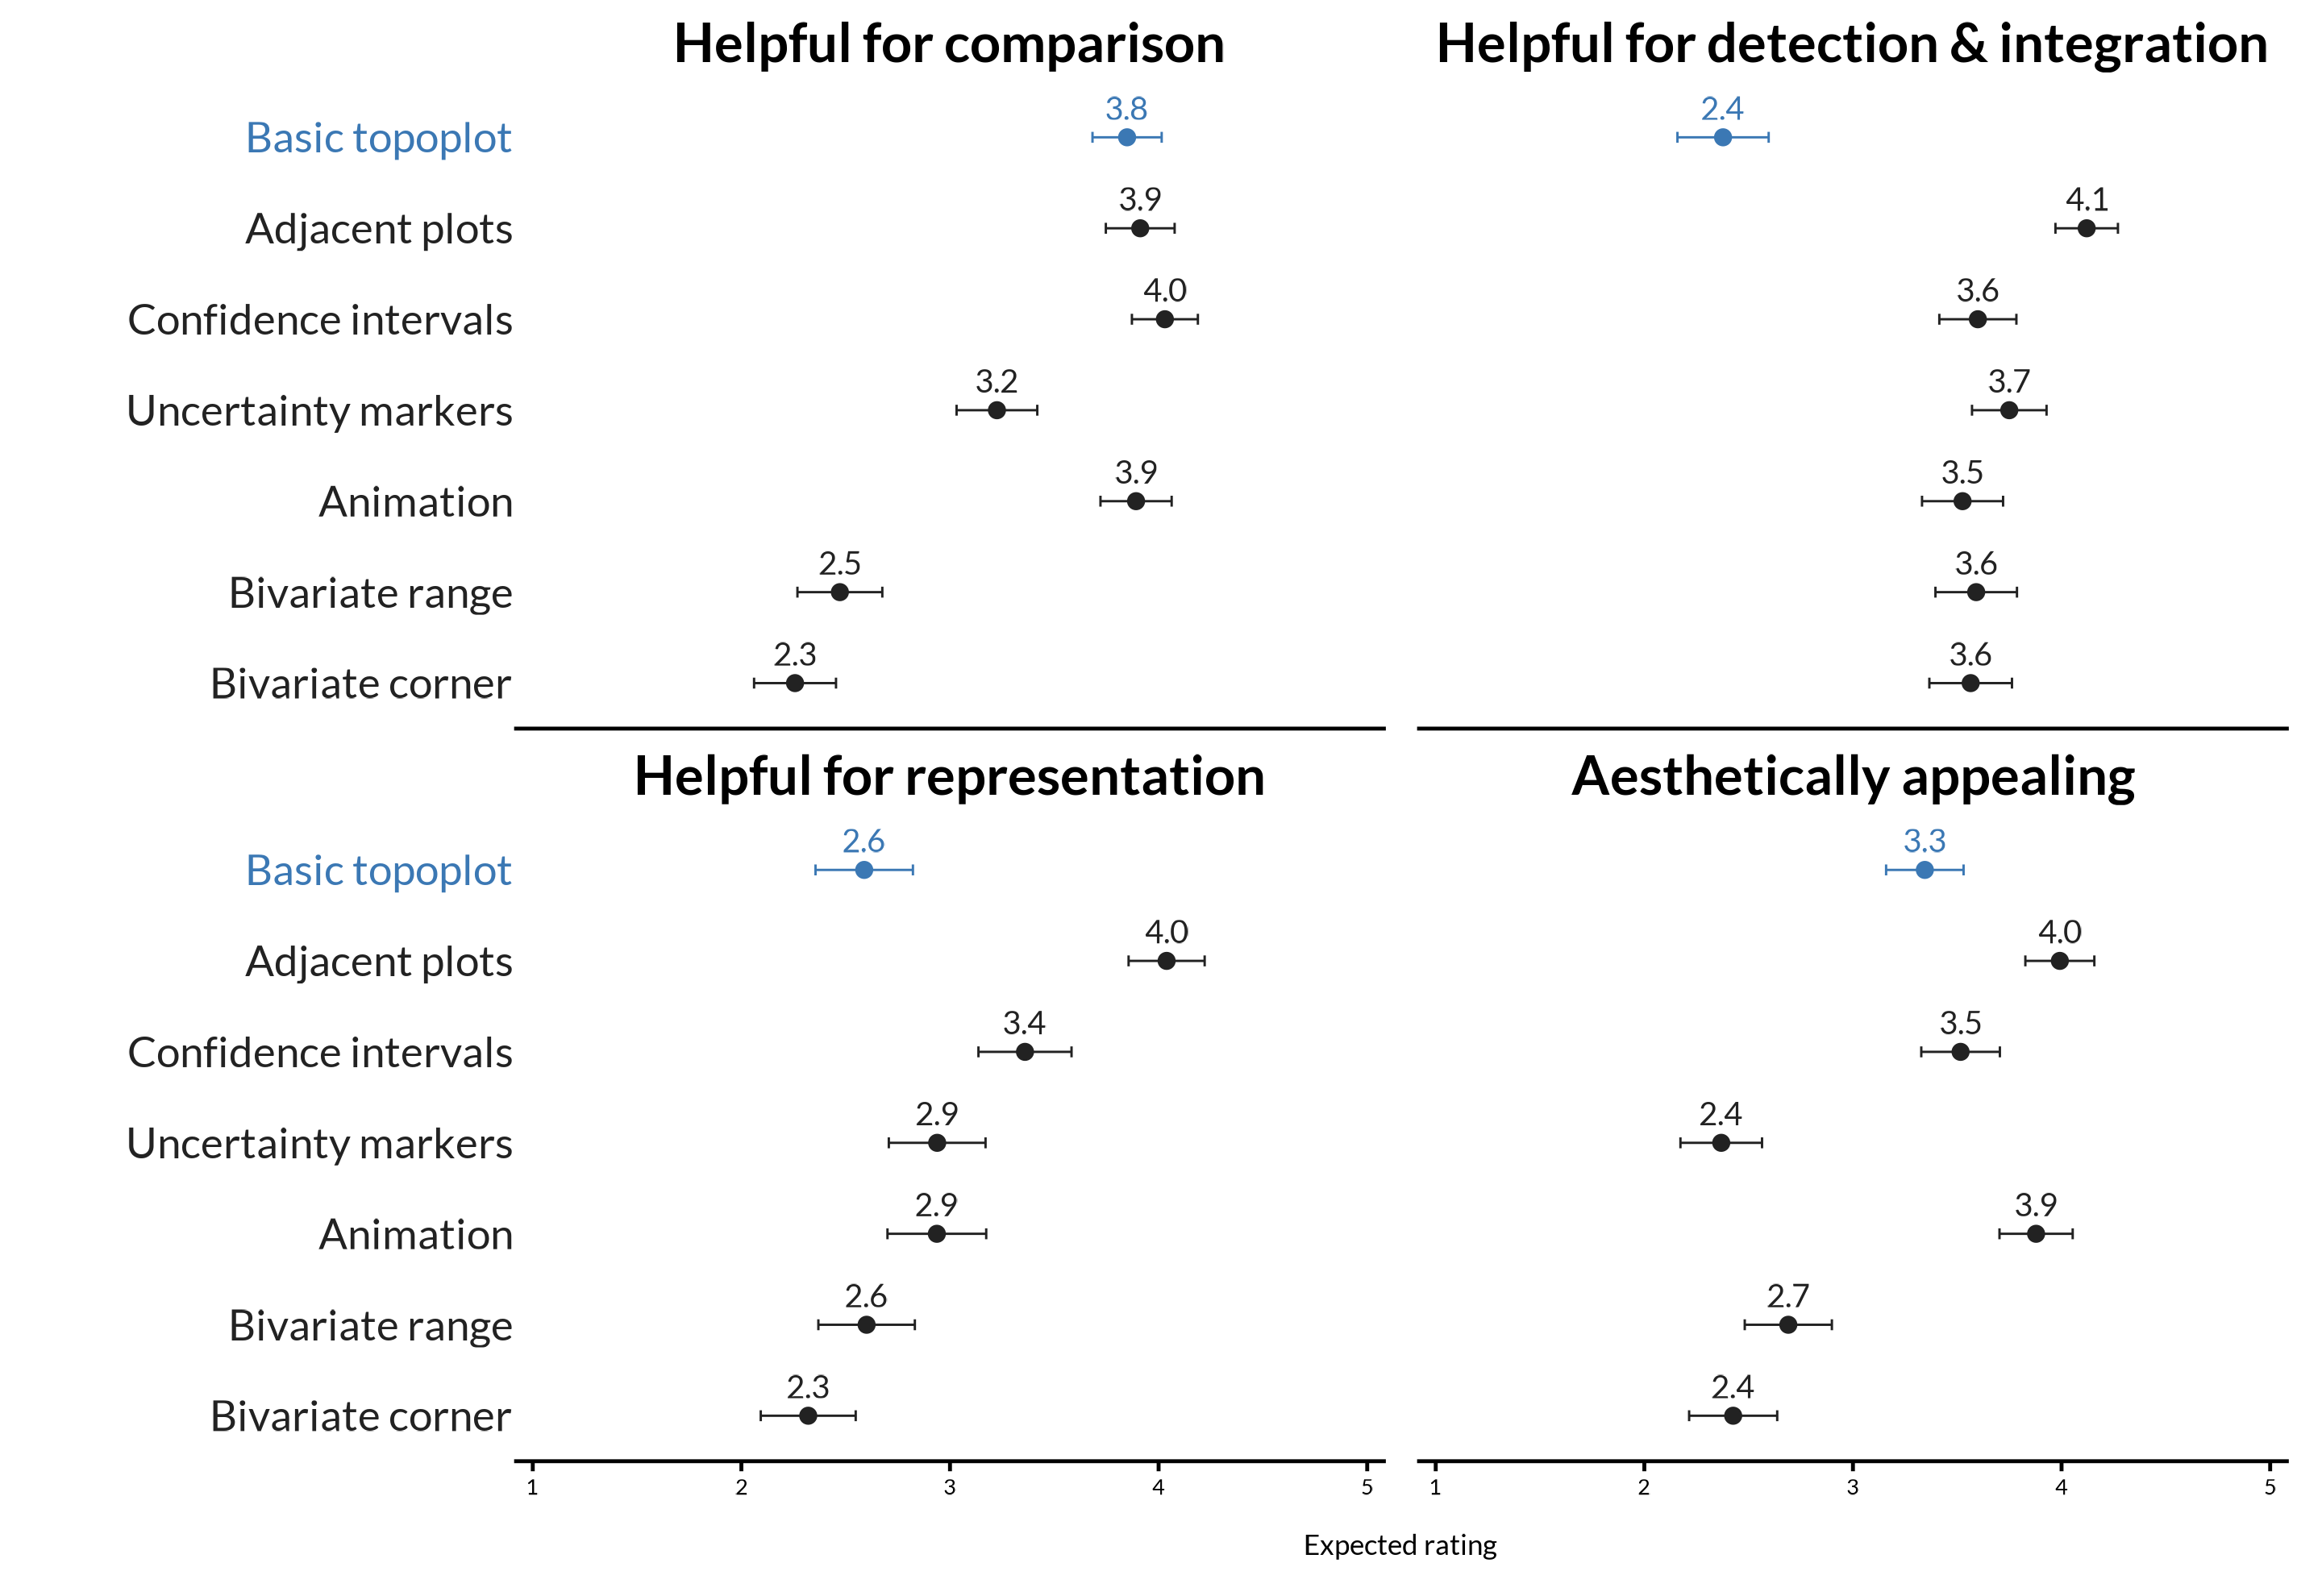 Helpful for comparison
Helpful for detection & integration
Basic topoplot 3.8 2.4
Adjacent plots 3.9 4.1
Confidence intervals 4.0 3.6
Uncertainty markers 3.2 3.7
Animation 3.9 3.5
Bivariate range 2.5 3.6
Bivariate corner 2.3 3.6
Helpful for representation
Aesthetically appealing
Basic topoplot 2.6 3.3
Adjacent plots 4.0 4.0
Confidence intervals 3.4 3.5
Uncertainty markers 2.9 2.4
Animation 2.9 3.9
Bivariate range 2.6 2.7
Bivariate corner 2.3 2.4
1 2 3 4 5 1 2 3 4 5
Expected rating